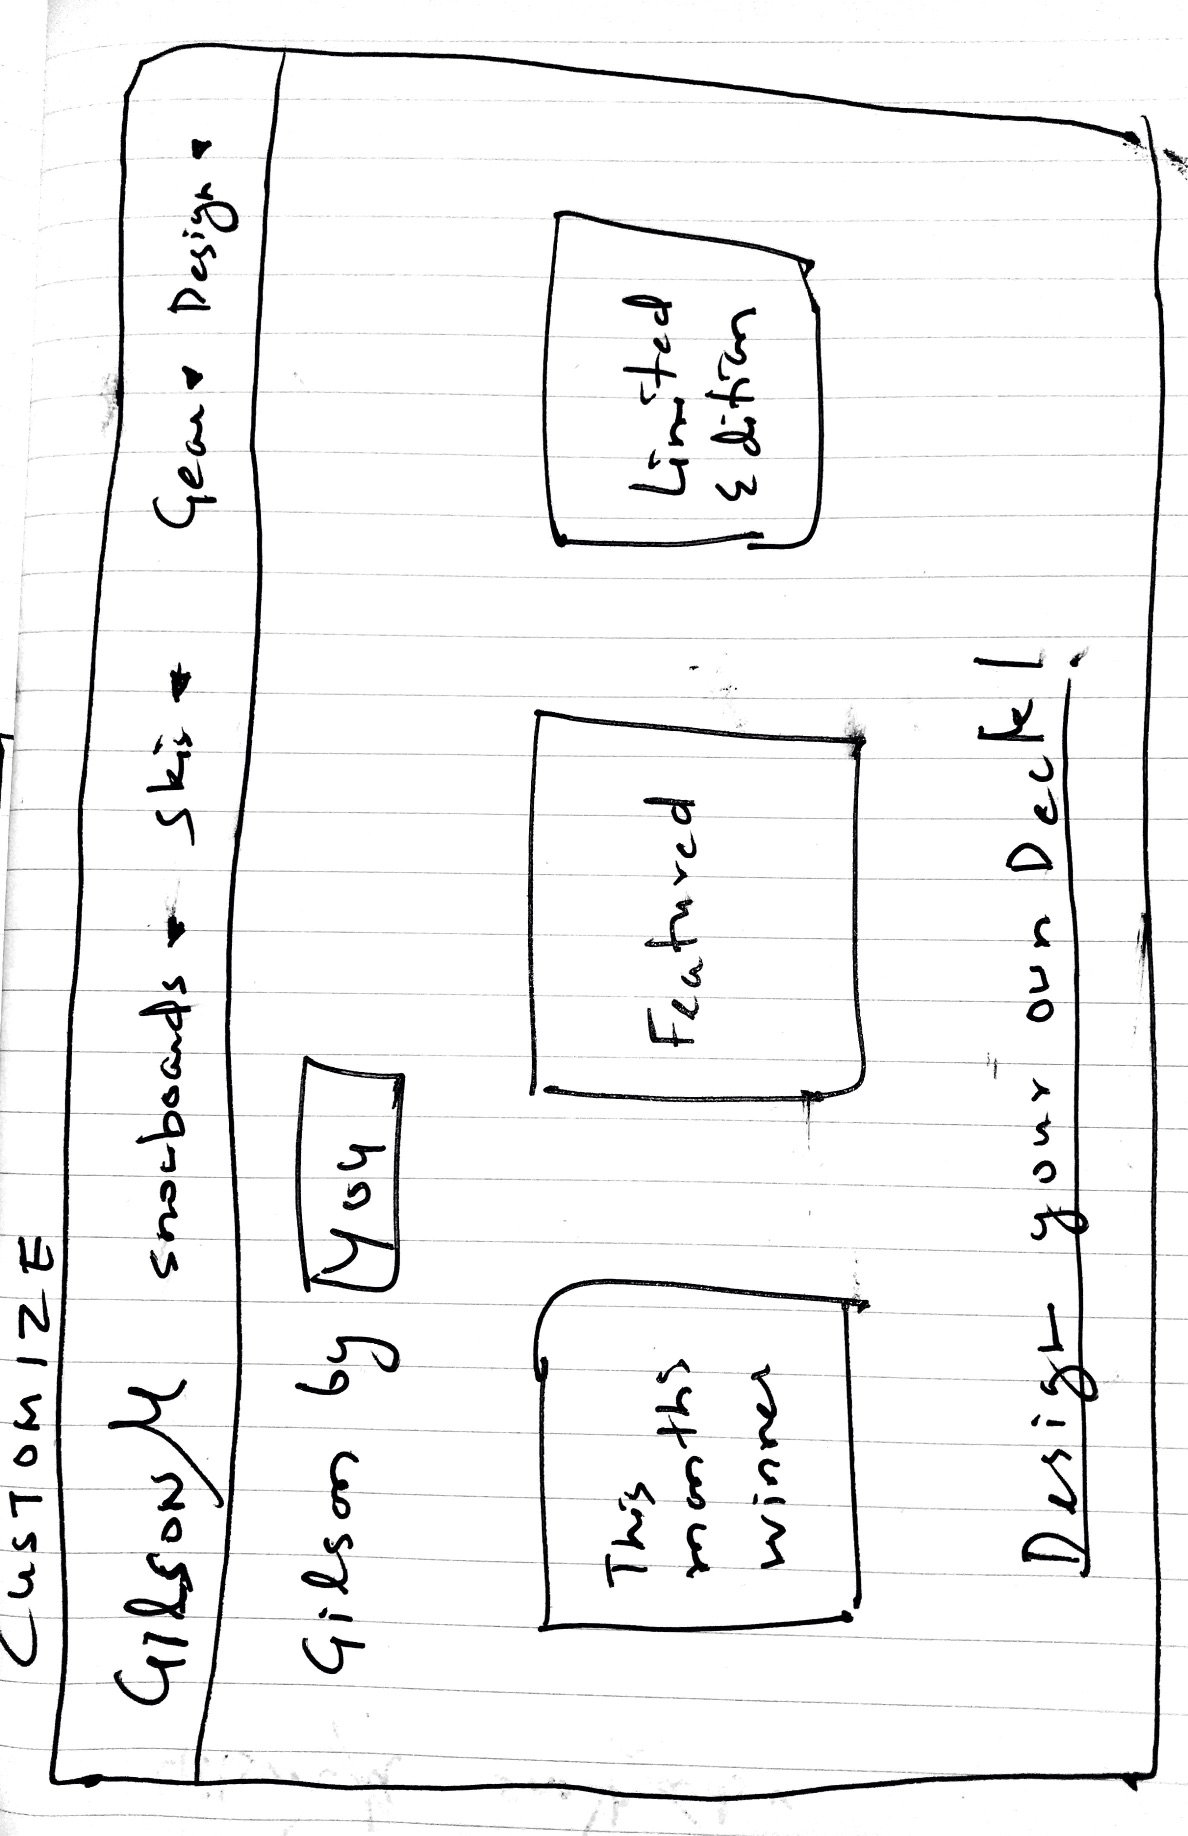 CUSTOMIZE
GILSON snowboards Skis Gear Design
Gilson by You
This
months
winner
Featured
Limited
Edition
Design your own Deck!